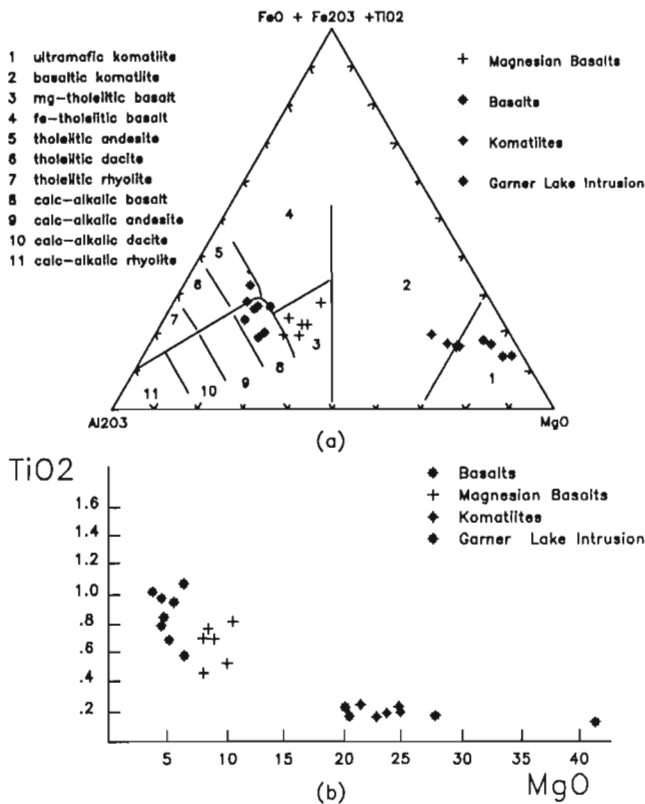 FeO + Fe2O3 +TiO2
1 ultramafic komatiite
2 basaltic komatiite
3 mg-tholeiitic basalt
4 fe-tholeiitic basalt
5 tholeiitic andesite
6 tholeiitic dacite
7 tholeiitic rhyolite
8 calc-alkalic basalt
9 calc-alkalic andesite
10 calc-alkalic dacite
11 calc-alkalic rhyolite
Magnesian Basalts
Basalts
Komatiites
Garner Lake Intrusion
4
5
2
6
7
3
8
9
10
11
1
Al2O3
MgO
(a)
TiO2
Basalts
Magnesian Basalts
Komatiites
Garner Lake Intrusion
1.6
1.4
1.2
1.0
.8
.6
.4
.2
5 10 15 20 25 30 35 40
(b)
MgO